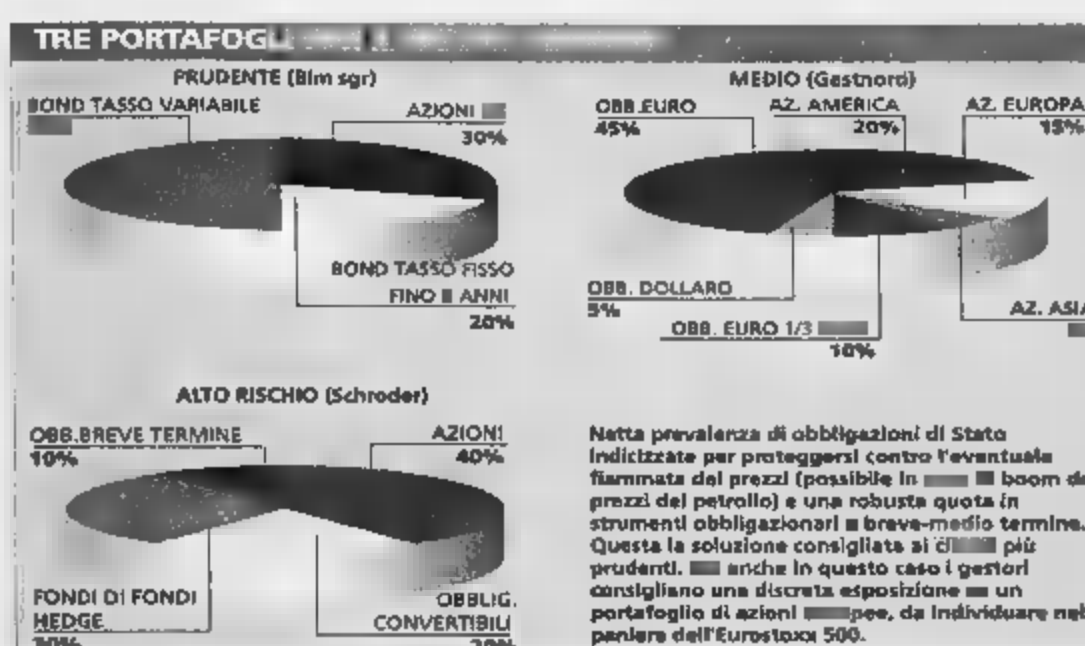 TRE PORTAFOGLI
PRUDENTE (Bim sgr)
BOND TASSO VARIABILE
AZIONI
30%
BOND TASSO FISSO
FINO ANNI
20%
MEDIO (Gestnord)
OBB.EURO
45%
AZ. AMERICA
20%
AZ. EUROPA
15%
OBB. DOLLARO
5%
OBB. EURO 1/3
10%
AZ. ASIA
ALTO RISCHIO (Schroder)
OBB.BREVE TERMINE
10%
AZIONI
40%
FONDI DI FONDI
HEDGE
OBBLIG.
CONVERTIBILI
Netta prevalenza di obbligazioni di Stato
indicizzate per proteggersi contro l'eventuale
fiammata dei prezzi (possibile in boom
prezzi del petrolio) e una robusta quota in
strumenti obbligazionari a breve-medio termine.
Questa la soluzione consigliata ai più
prudenti. anche in questo caso i gestori
consigliano una discreta esposizione un
portafoglio di azioni da individuare nel
paniere dell'Eurostoxx 500.